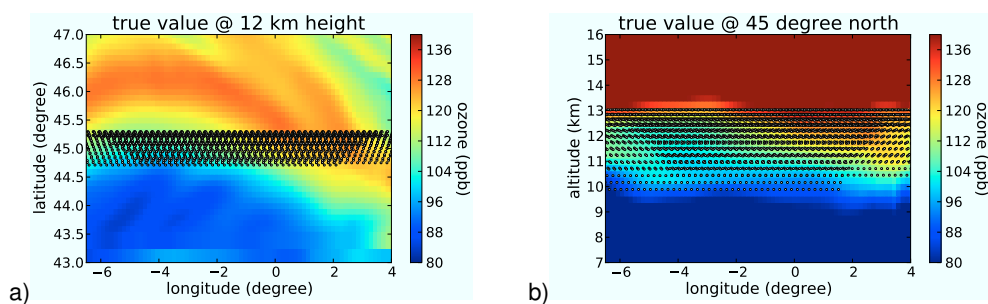 true value @ 12 km height
47.0
46.5
46.0
45.5
45.0
44.5
44.0
43.5
43.0
latitude (degree)
−6 −4 −2 0 2 4
longitude (degree)
136
128
120
112
104
96
88
80
ozone (ppb)
a)
true value @ 45 degree north
16
15
14
13
12
11
10
9
8
7
altitude (km)
−6 −4 −2 0 2 4
longitude (degree)
136
128
120
112
104
96
88
80
ozone (ppb)
b)